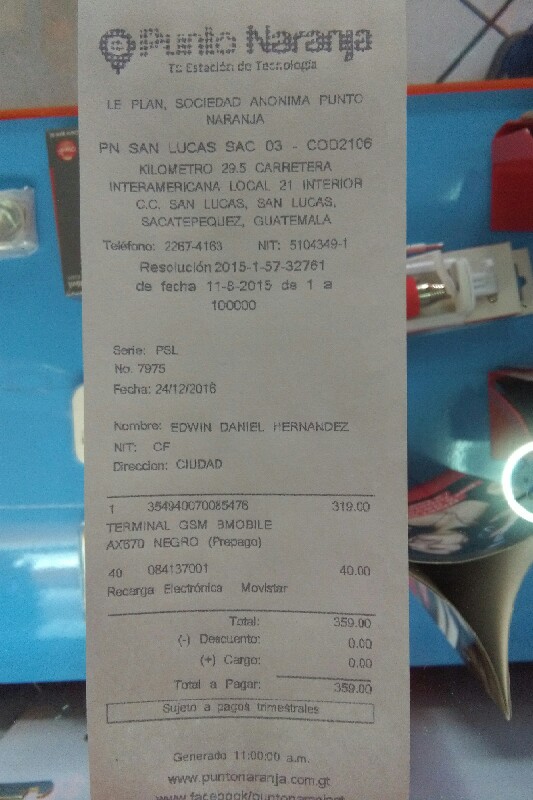 Punto Naranja
Tu Estación de Tecnología
LE PLAN, SOCIEDAD ANONIMA PUNTO
NARANJA
PN SAN LUCAS SAC 03 - COD2106
KILOMETRO 29.5 CARRETERA
INTERAMERICANA LOCAL 21 INTERIOR
C.C. SAN LUCAS, SAN LUCAS,
SACATEPEQUEZ, GUATEMALA
Teléfono: 2267-4163 NIT: 5104349-1
Resolución 2015-1-57-32761
de fecha 11-8-2015 de 1 a
100000
Serie: PSL
No. 7975
Fecha: 24/12/2016
Nombre: EDWIN DANIEL HERNANDEZ
NIT: CF
Direccion: CIUDAD
1 354940070085476 319.00
TERMINAL GSM BMOBILE
AX670 NEGRO (Prepago)
40 084137001 40.00
Recarga Electrónica Movistar
Total: 359.00
(-) Descuento: 0.00
(+) Cargo: 0.00
Total a Pagar: 359.00
Sujeto a pagos trimestrales
Generado 11:00:00 a.m.
www.puntonaranja.com.gt
www.facebook/puntonaranjagt